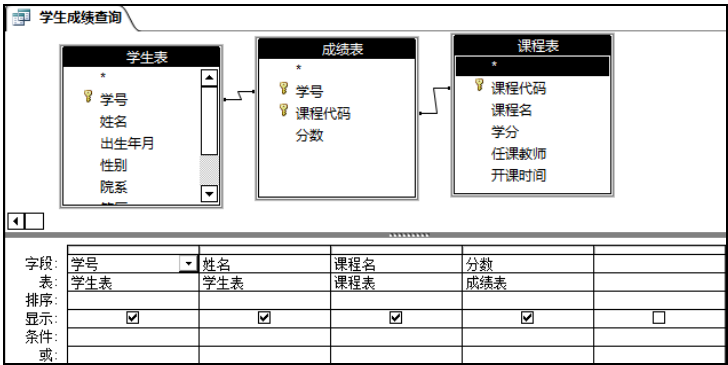 学生成绩查询
学生表
*
学号
姓名
出生年月
性别
院系
成绩表
*
学号
课程代码
分数
课程表
*
课程代码
课程名
学分
任课教师
开课时间
字段: 学号 姓名 课程名 分数
表: 学生表 学生表 课程表 成绩表
排序:
显示:
条件:
或: